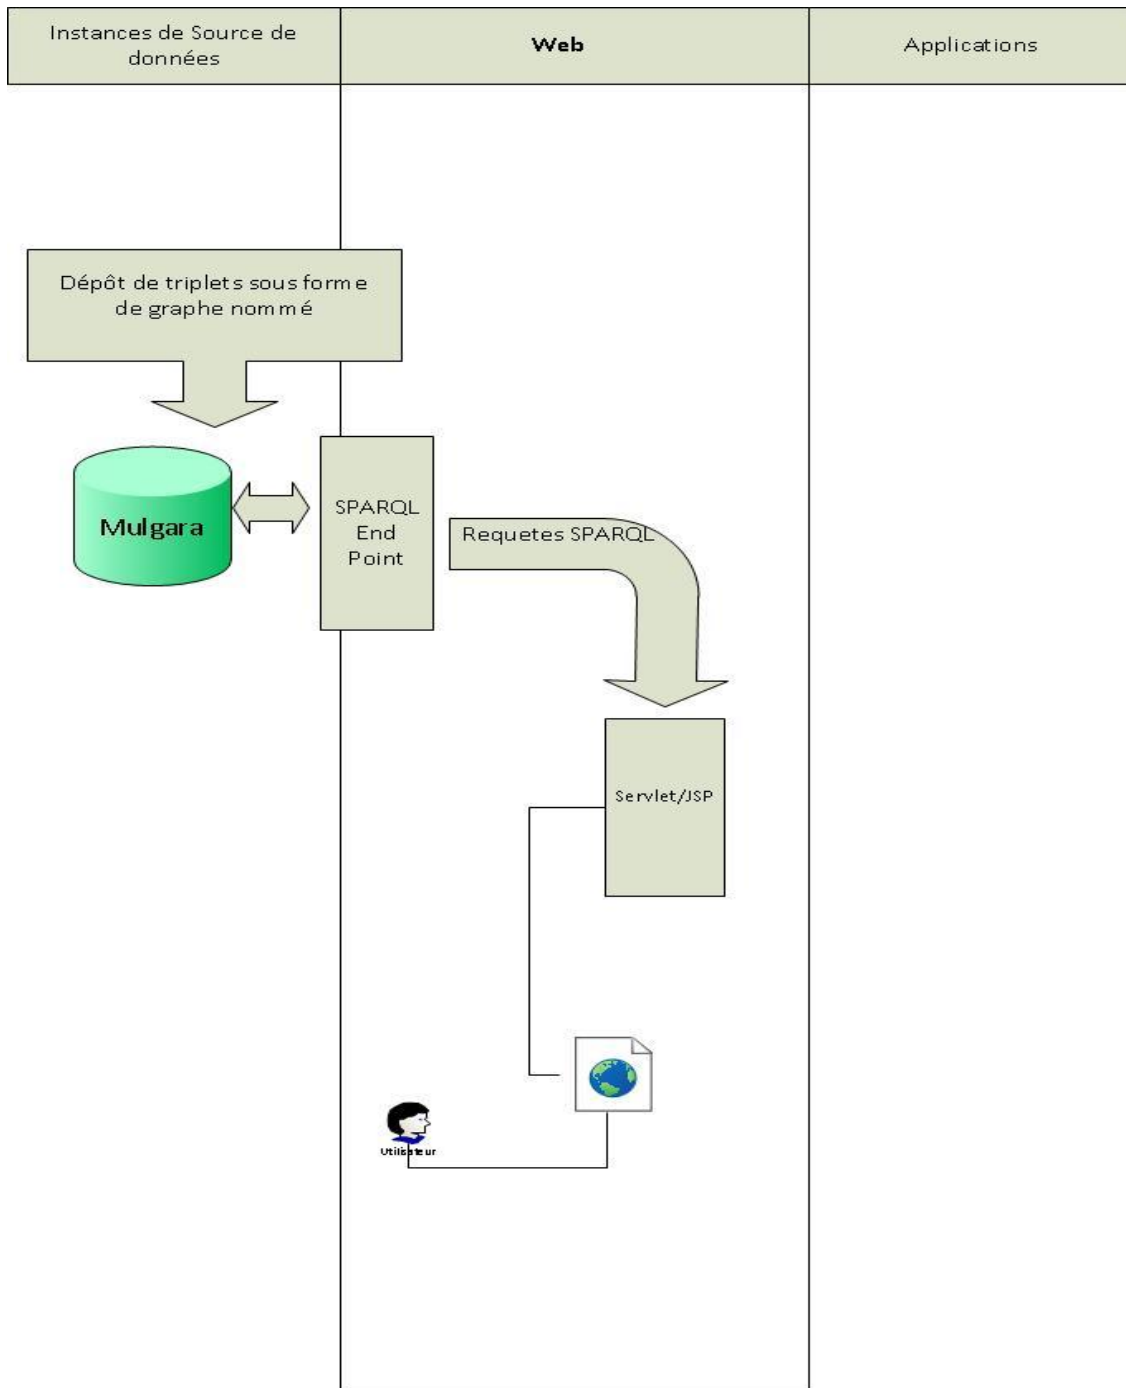 Instances de Source de
données
Web
Applications
Dépôt de triplets sous forme
de graphe nommé
Mulgara
SPARQL
End
Point
Requetes SPARQL
Servlet/JSP
Utilisateur